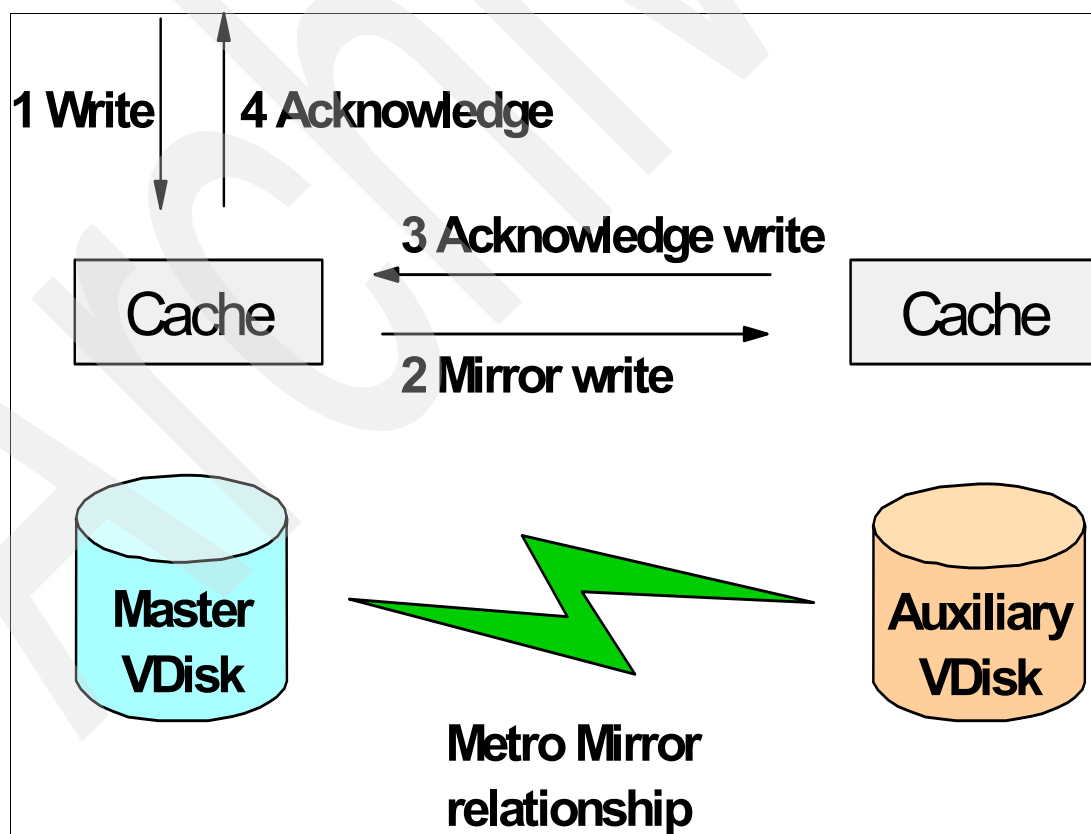 1 Write
4 Acknowledge
3 Acknowledge write
Cache
Cache
2 Mirror write
Master
VDisk
Auxiliary
VDisk
Metro Mirror
relationship